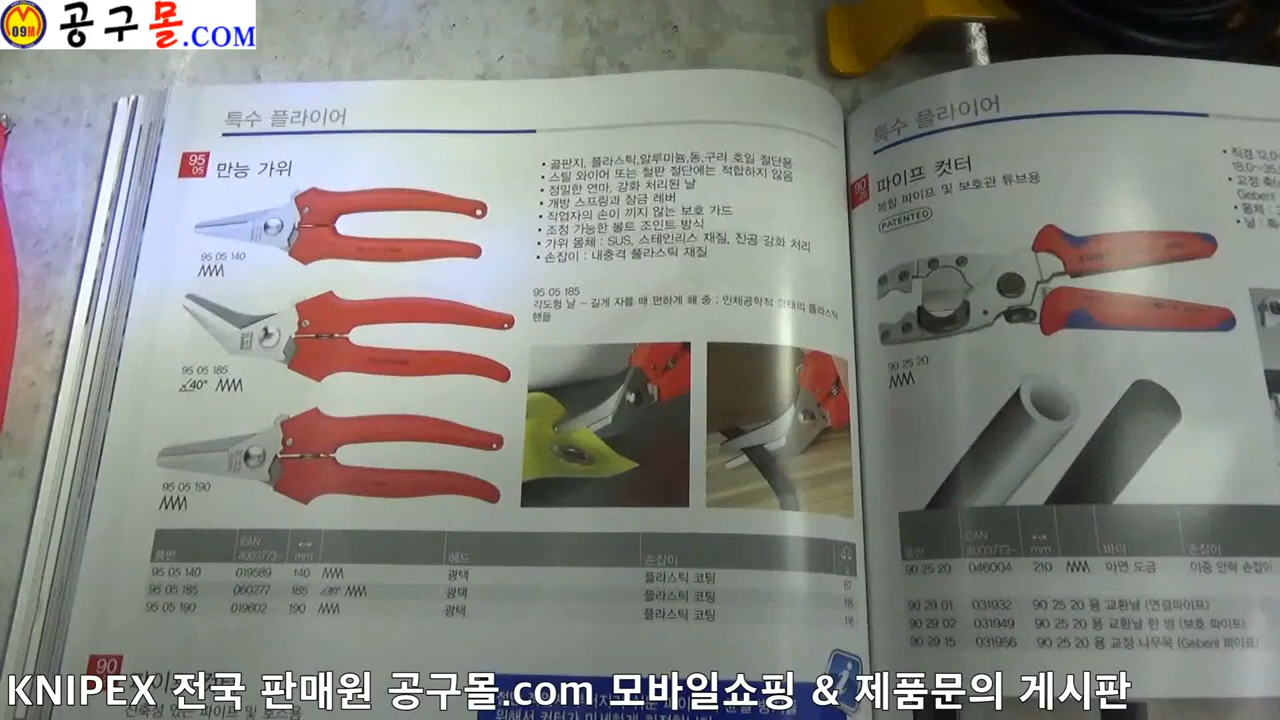 09M 공구몰.COM
특수 플라이어
95
05
만능 가위
95 05 140
95 05 185
40°
95 05 190
• 골판지, 플라스틱,알루미늄,동,구리 호일 절단용
• 스틸 와이어 또는 철판 절단에는 적합하지 않음
• 정밀한 연마, 강화 처리된 날
• 개방 스프링과 잠금 레버
• 작업자의 손이 끼지 않는 보호 가드
• 조정 가능한 볼트 조인트 방식
• 가위 몸체 : SUS, 스테인리스 재질, 진공 강화 처리
• 손잡이 : 내충격 플라스틱 재질
95 05 185
각도형 날 - 길게 자를 때 편하게 해 줌 ; 인체공학적 형태의 플라스틱
핸들
품번 EAN 4003773- mm 헤드 손잡이
95 05 140 019589 140 광택 플라스틱 코팅
95 05 185 060277 185 40° 광택 플라스틱 코팅
95 05 190 019602 190 광택 플라스틱 코팅
90
특수 플라이어
90
25
파이프 컷터
복합 파이프 및 보호관 튜브용
PATENTED
90 25 20
품번 EAN 4003773- mm 바디 손잡이
90 25 20 046004 210 아연 도금 이중 안락 손잡이
90 29 01 031932 90 25 20 용 교환날 (연결파이프)
90 29 02 031949 90 25 20 용 교환날 한 벌 (보호 파이프)
90 29 15 031956 90 25 20 용 교정 나무목 (Geberit 파이프)
KNIPEX 전국 판매원 공구몰.com 모바일쇼핑 & 제품문의 게시판